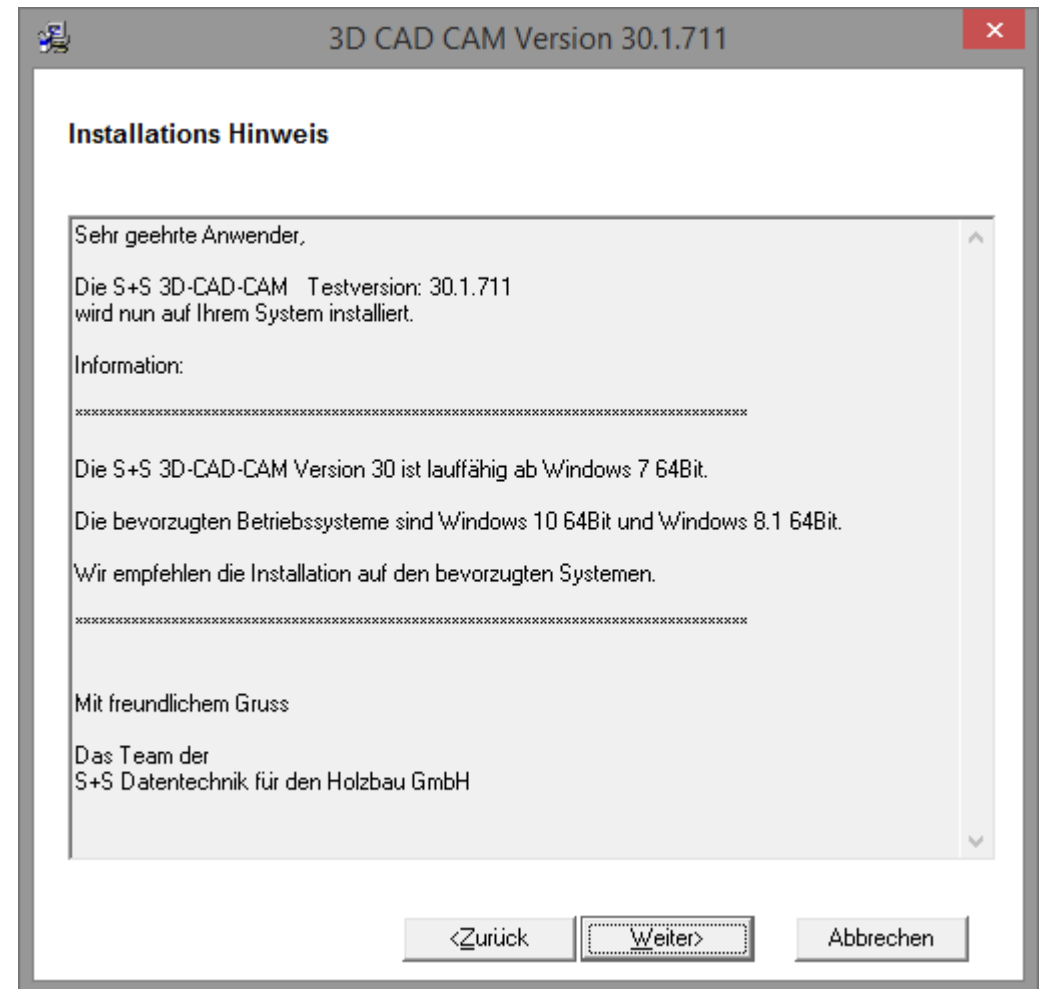 3D CAD CAM Version 30.1.711
Installations Hinweis
Sehr geehrte Anwender,
Die S+S 3D-CAD-CAM   Testversion: 30.1.711
wird nun auf Ihrem System installiert.
Information:
************************************************************************************
Die S+S 3D-CAD-CAM Version 30 ist lauffähig ab Windows 7 64Bit.
Die bevorzugten Betriebssysteme sind Windows 10 64Bit und Windows 8.1 64Bit.
Wir empfehlen die Installation auf den bevorzugten Systemen.
************************************************************************************
Mit freundlichem Gruss
Das Team der
S+S Datentechnik für den Holzbau GmbH
<Zurück
Weiter>
Abbrechen